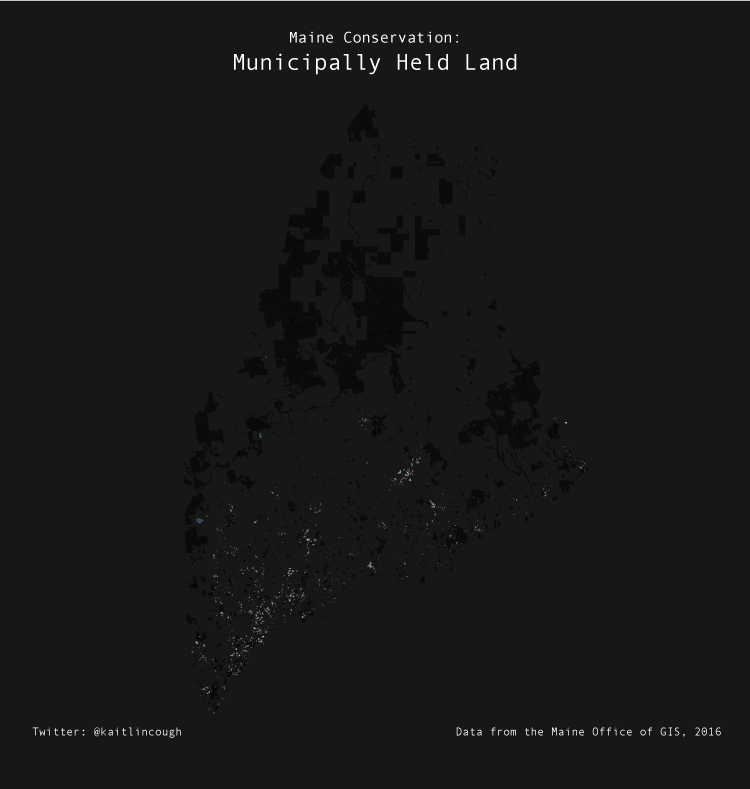 Maine Conservation:
Municipally Held Land
Twitter: @kaitlincough
Data from the Maine Office of GIS, 2016